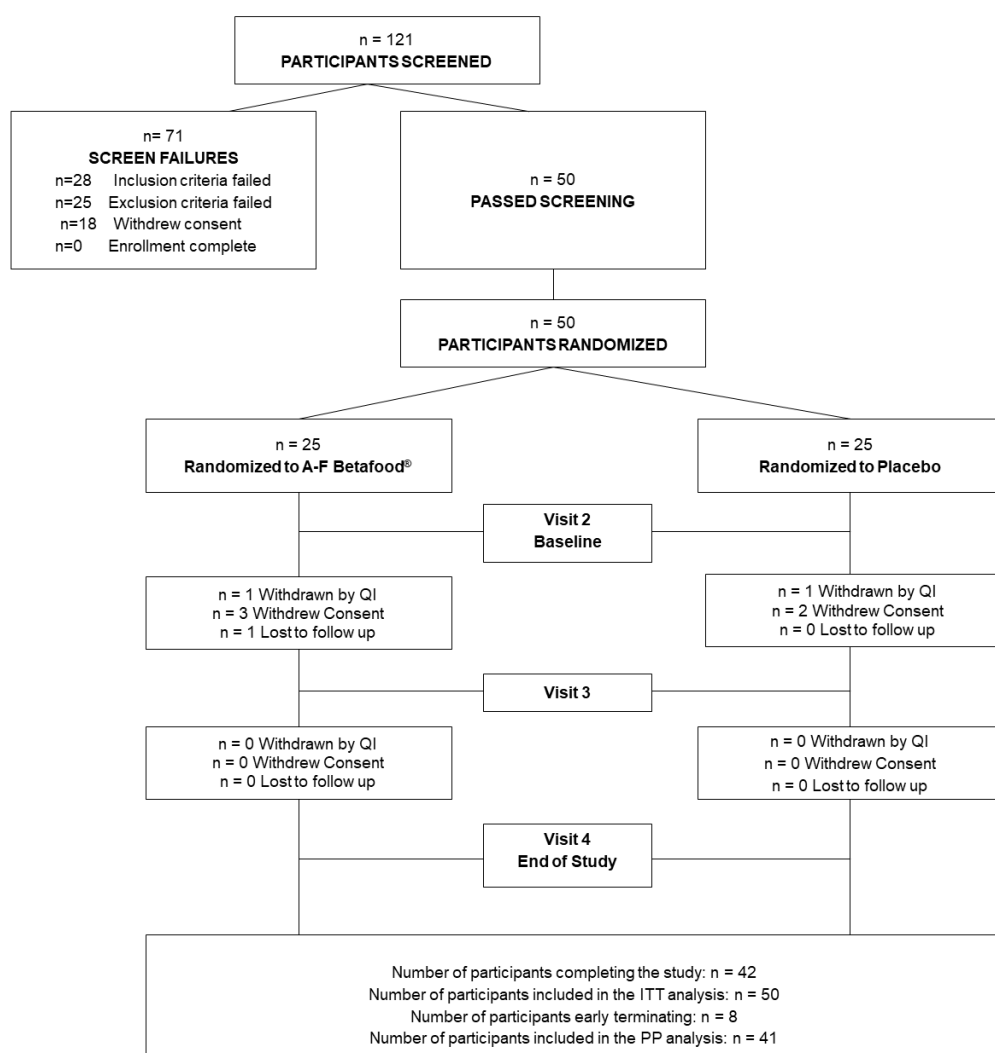 n = 121
PARTICIPANTS SCREENED
n= 71
SCREEN FAILURES
n=28 Inclusion criteria failed
n=25 Exclusion criteria failed
n=18 Withdrew consent
n=0 Enrollment complete
n = 50
PASSED SCREENING
n = 50
PARTICIPANTS RANDOMIZED
n = 25
Randomized to A-F Betafood®
n = 25
Randomized to Placebo
Visit 2
Baseline
n = 1 Withdrawn by QI
n = 3 Withdrew Consent
n = 1 Lost to follow up
n = 1 Withdrawn by QI
n = 2 Withdrew Consent
n = 0 Lost to follow up
Visit 3
n = 0 Withdrawn by QI
n = 0 Withdrew Consent
n = 0 Lost to follow up
n = 0 Withdrawn by QI
n = 0 Withdrew Consent
n = 0 Lost to follow up
Visit 4
End of Study
Number of participants completing the study: n = 42
Number of participants included in the ITT analysis: n = 50
Number of participants early terminating: n = 8
Number of participants included in the PP analysis: n = 41